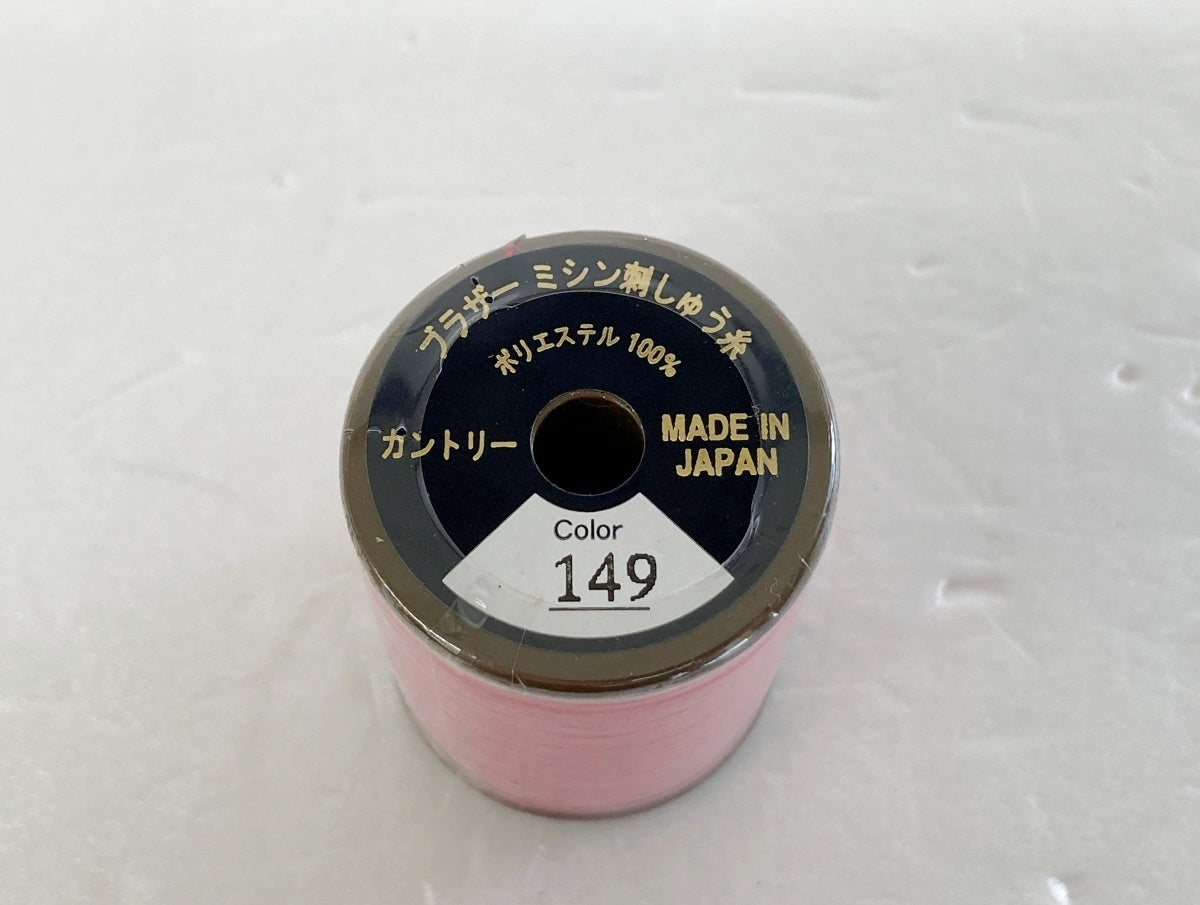 ブラザー ミシン刺しゅう糸
ポリエステル 100%
カントリー
MADE IN
JAPAN
Color
149